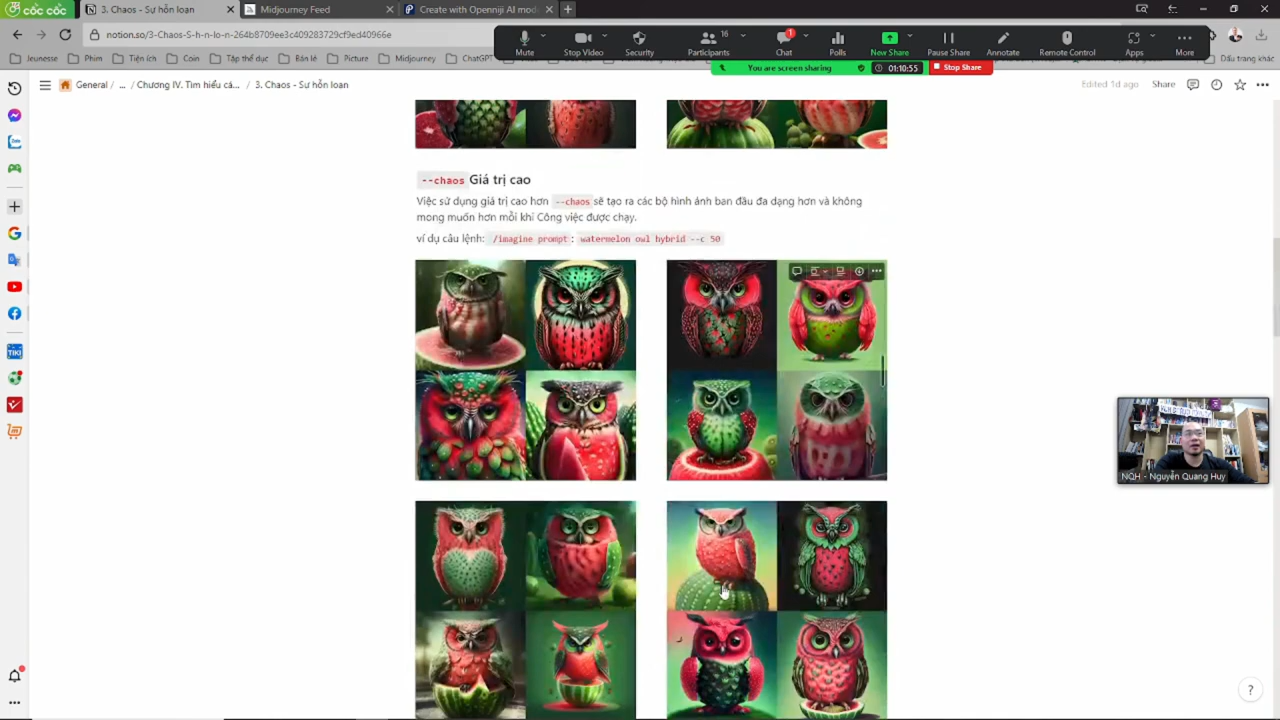 cốc cốc
3. Chaos - Sự hỗn loạn
Midjourney Feed
Create with Openniji AI mod
notion.so/3-Chaos-S-h-n-lo-n-264b8709ee3c409283729cf9ed40966e
Mute
Stop Video
Security
16
Participants
1
Chat
Polls
New Share
Pause Share
Annotate
Remote Control
Apps
More
Jeunesse
Phim
Tiện ích
Coin
Tập thể dục
Bán lẻ
Picture
Midjourney
ChatGPT
Dấu trang khác
You are screen sharing
01:10:55
Stop Share
General / ... / Chương IV. Tìm hiểu cá... / 3. Chaos - Sự hỗn loạn
Edited 1d ago
Share
--chaos Giá trị cao
Việc sử dụng giá trị cao hơn --chaos sẽ tạo ra các bộ hình ảnh ban đầu đa dạng hơn và không
mong muốn hơn mỗi khi Công việc được chạy.
ví dụ câu lệnh: /imagine prompt: watermelon owl hybrid --c 50
TIKI
NQH - Nguyễn Quang Huy
?